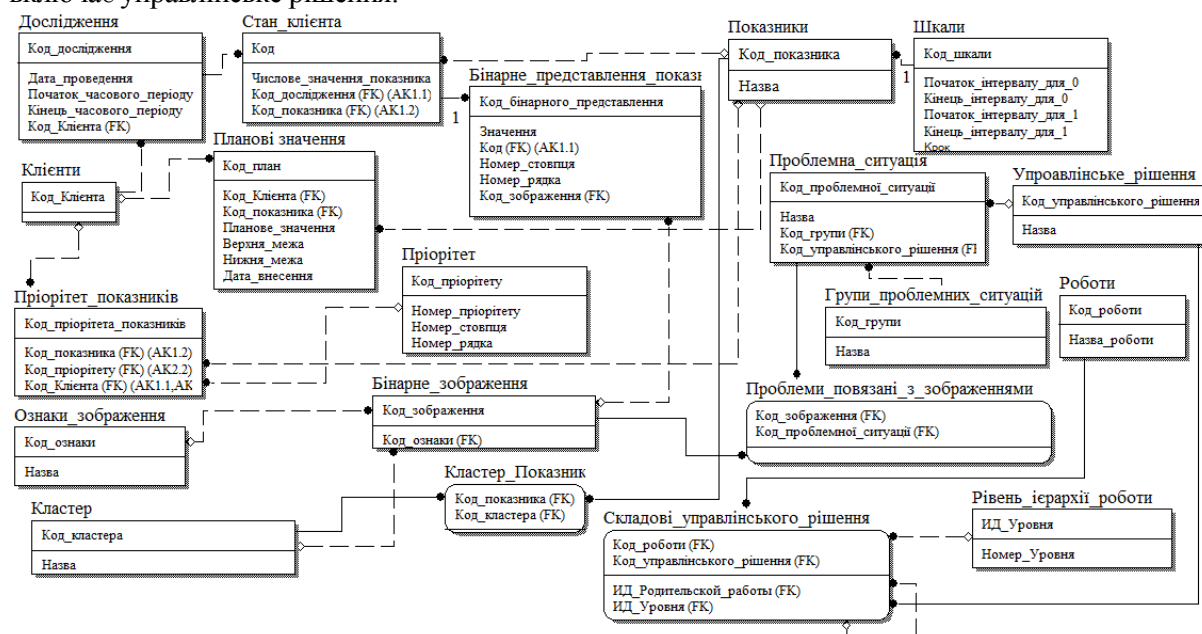 включає управлінське рішення.
Дослідження
Код_дослідження
Дата_проведення
Початок_часового_періоду
Кінець_часового_періоду
Код_Клієнта (FK)
Стан_клієнта
Код
Числове_значення_показника
Код_дослідження (FK) (AK1.1)
Код_показника (FK) (AK1.2)
1
Бінарне_представлення_показн
Код_бінарного_представлення
Значення
Код (FK) (AK1.1)
Номер_стовпця
Номер_рядка
Код_зображення (FK)
Показники
Код_показника
Назва
1
Шкали
Код_шкали
Початок_інтервалу_для_0
Кінець_інтервалу_для_0
Початок_інтервалу_для_1
Кінець_інтервалу_для_1
Крок
Клієнти
Код_Клієнта
Планові значення
Код_план
Код_Клієнта (FK)
Код_показника (FK)
Планове_значення
Верхня_межа
Нижня_межа
Дата_внесення
Проблемна_ситуація
Код_проблемної_ситуації
Назва
Код_групи (FK)
Код_управлінського_рішення (FI
Упроавлінське_рішення
Код_управлінського_рішення
Назва
Пріорітет
Код_пріорітету
Номер_пріорітету
Номер_стовпця
Номер_рядка
Групи_проблемних_ситуацій
Код_групи
Назва
Роботи
Код_роботи
Назва_роботи
Пріорітет_показників
Код_пріорітета_показників
Код_показника (FK) (AK1.2)
Код_пріорітету (FK) (AK2.2)
Код_Клієнта (FK) (AK1.1,AK
Бінарне_зображення
Код_зображення
Код_ознаки (FK)
Проблеми_повязані_з_зображеннями
Код_зображення (FK)
Код_проблемної_ситуації (FK)
Ознаки_зображення
Код_ознаки
Назва
Кластер_Показник
Код_показника (FK)
Код_кластера (FK)
Кластер
Код_кластера
Назва
Складові_управлінського_рішення
Код_роботи (FK)
Код_управлінського_рішення (FK)
ИД_Родительской_работы (FK)
ИД_Уровня (FK)
Рівень_ієрархії_роботи
ИД_Уровня
Номер_Уровня